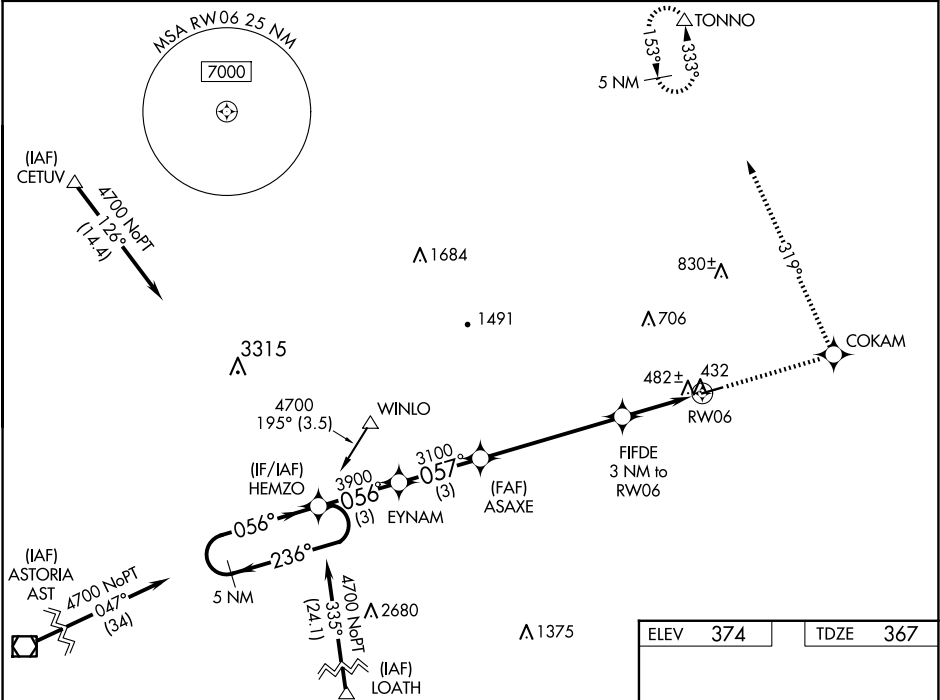 MSA RW06 25 NM
7000
TONNO
153°
333°
5 NM
(IAF)
CETUV
4700 NoPT
126°
(14.4)
1684
830±
319°
1491
706
COKAM
3315
482±
432
RW06
4700
195° (3.5)
WINLO
FIFDE
3 NM to
RW06
(IF/IAF)
HEMZO
3900
056°
(3)
3100
057°
(3)
EYNAM
(FAF)
ASAXE
056°
236°
5 NM
(IAF)
ASTORIA
AST
4700 NoPT
047°
(34)
4700 NoPT
335°
(24.1)
2680
1375
(IAF)
LOATH
ELEV 374
TDZE 367